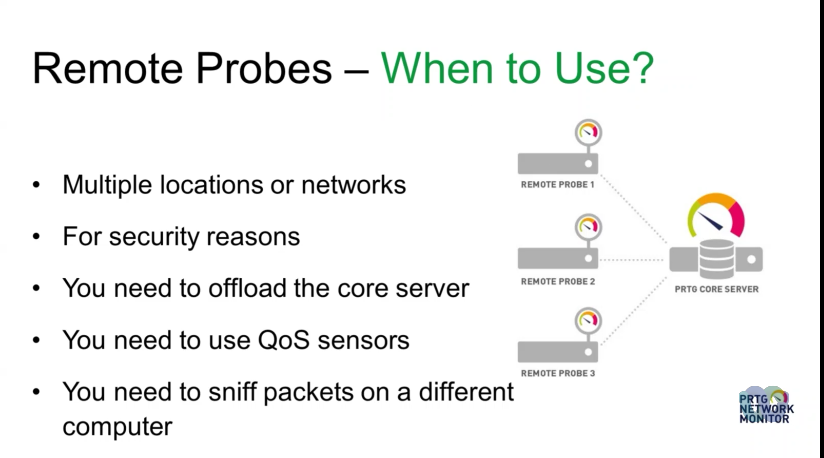 Remote Probes – When to Use?
• Multiple locations or networks
• For security reasons
• You need to offload the core server
• You need to use QoS sensors
• You need to sniff packets on a different
computer
REMOTE PROBE 1
REMOTE PROBE 2
REMOTE PROBE 3
PRTG CORE SERVER
PRTG
NETWORK
MONITOR